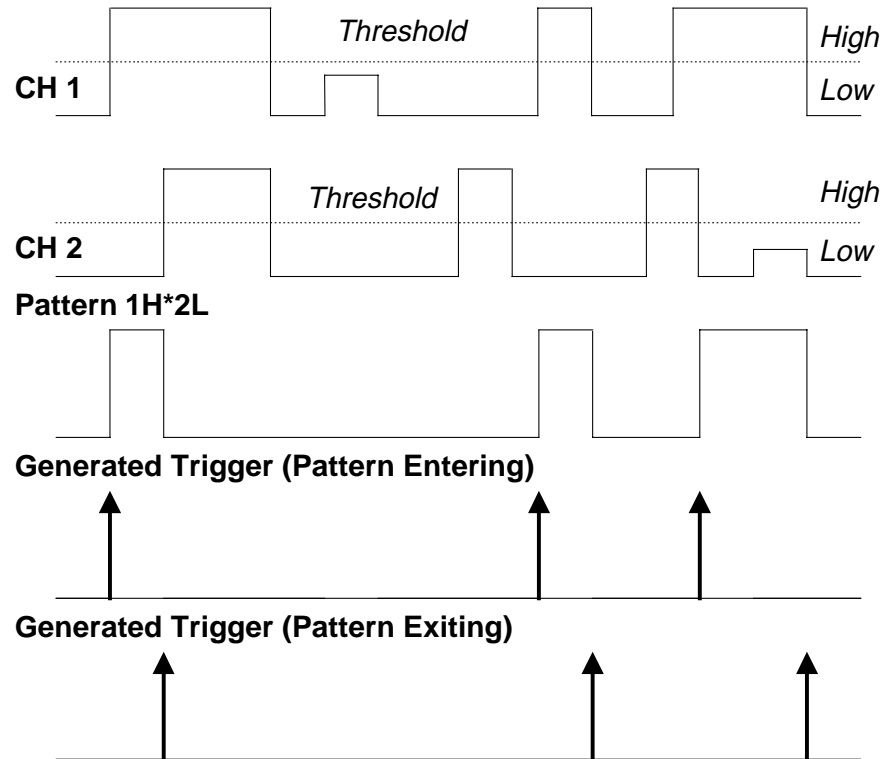 Threshold
High
CH 1
Low
Threshold
High
CH 2
Low
Pattern 1H*2L
Generated Trigger (Pattern Entering)
Generated Trigger (Pattern Exiting)